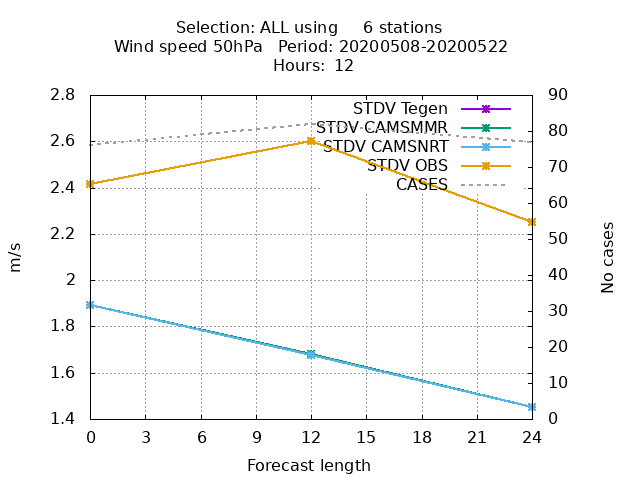 Selection: ALL using     6 stations
Wind speed 50hPa   Period: 20200508-20200522
Hours: 12
2.8
2.6
2.4
2.2
2
1.8
1.6
1.4
90
80
70
60
50
40
30
20
10
0
STDV Tegen
STDV CAMSMMR
STDV CAMSNRT
STDV OBS
CASES
m/s
No cases
0 3 6 9 12 15 18 21 24
Forecast length